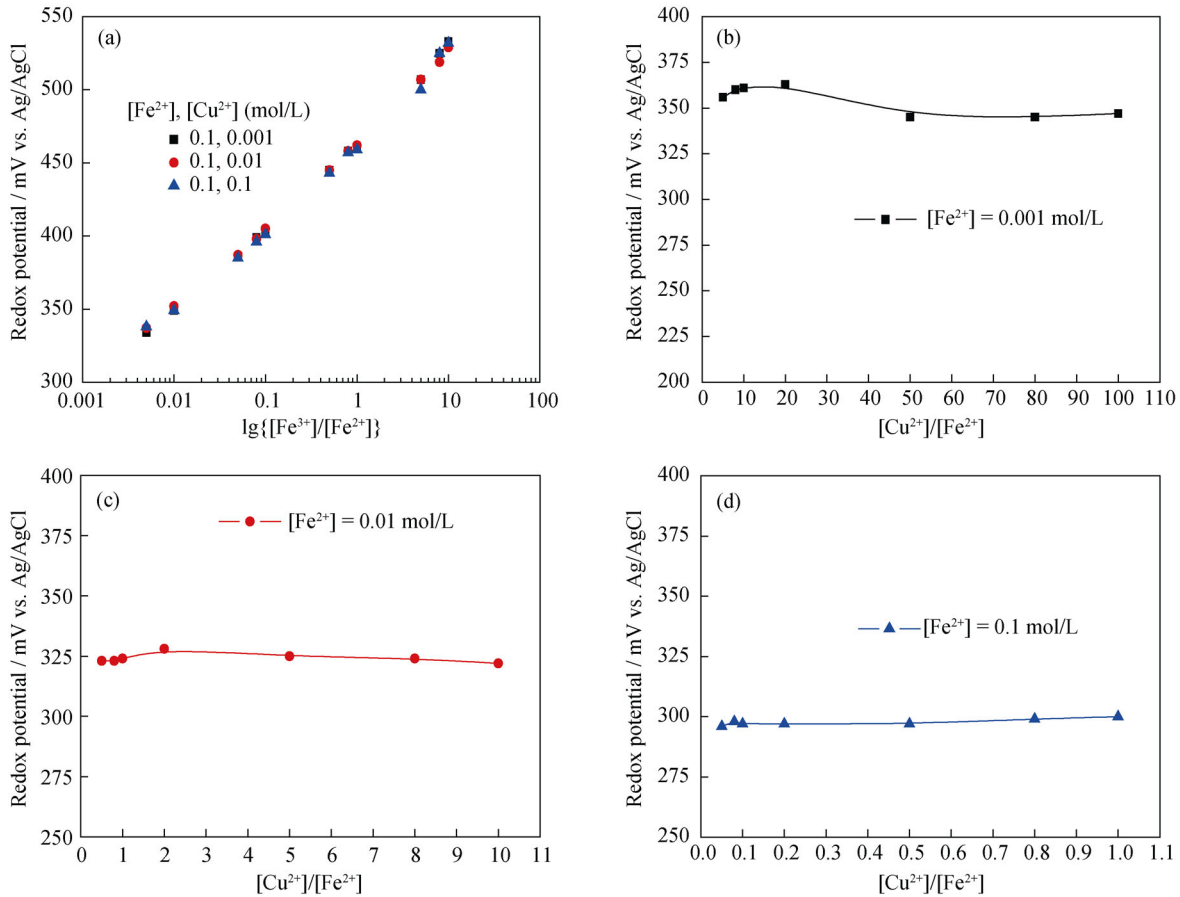 (a)
550
500
450
400
350
300
Redox potential / mV vs. Ag/AgCl
[Fe²⁺], [Cu²⁺] (mol/L)
0.1, 0.001
0.1, 0.01
0.1, 0.1
0.001 0.01 0.1 1 10 100
lg{[Fe³⁺]/[Fe²⁺]}
(b)
400
375
350
325
300
275
250
225
200
Redox potential / mV vs. Ag/AgCl
[Fe²⁺] = 0.001 mol/L
0 10 20 30 40 50 60 70 80 90 100 110
[Cu²⁺]/[Fe²⁺]
(c)
400
375
350
325
300
275
250
Redox potential / mV vs. Ag/AgCl
[Fe²⁺] = 0.01 mol/L
0 1 2 3 4 5 6 7 8 9 10 11
[Cu²⁺]/[Fe²⁺]
(d)
400
375
350
325
300
275
250
Redox potential / mV vs. Ag/AgCl
[Fe²⁺] = 0.1 mol/L
0.0 0.1 0.2 0.3 0.4 0.5 0.6 0.7 0.8 0.9 1.0 1.1
[Cu²⁺]/[Fe²⁺]